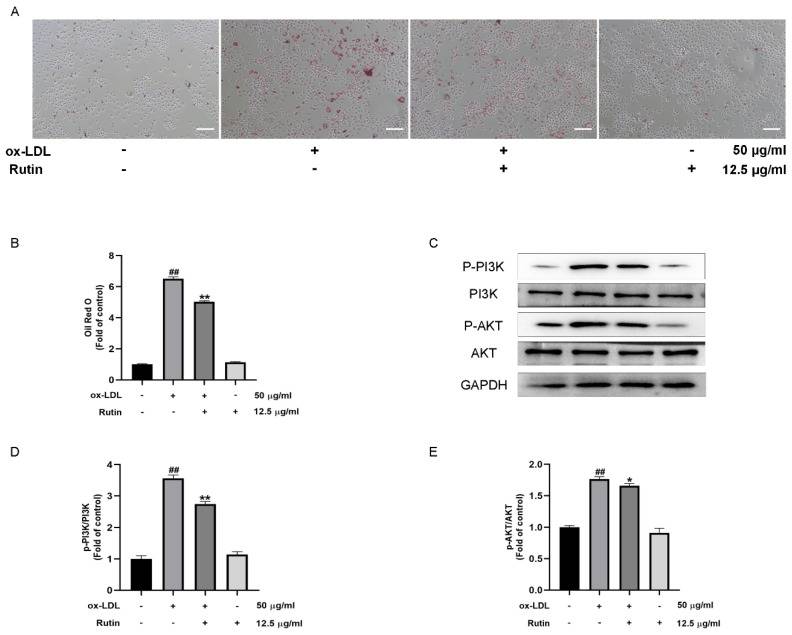 A
ox-LDL - + + - 50 μg/ml
Rutin - - + + 12.5 μg/ml
B
Oil Red O
(Fold of control)
8
6
4
2
0
##
**
ox-LDL - + + - 50 μg/ml
Rutin - - + + 12.5 μg/ml
C
P-PI3K
PI3K
P-AKT
AKT
GAPDH
D
p-PI3K/PI3K
(Fold of control)
4
3
2
1
0
##
**
ox-LDL - + + - 50 μg/ml
Rutin - - + + 12.5 μg/ml
E
p-AKT/AKT
(Fold of control)
2.0
1.5
1.0
0.5
0.0
##
*
ox-LDL - + + - 50 μg/ml
Rutin - - + + 12.5 μg/ml